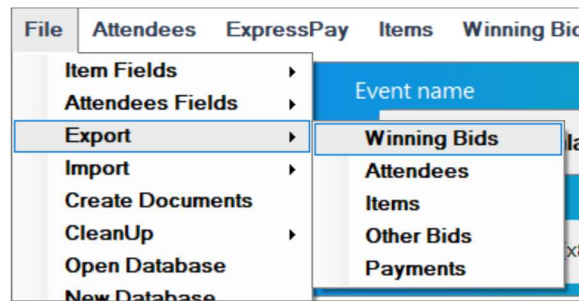 File Attendees ExpressPay Items Winning
Item Fields
Attendees Fields
Event name
Export
Winning Bids
Import
Attendees
Create Documents
Items
CleanUp
Other Bids
Open Database
Payments
New Database